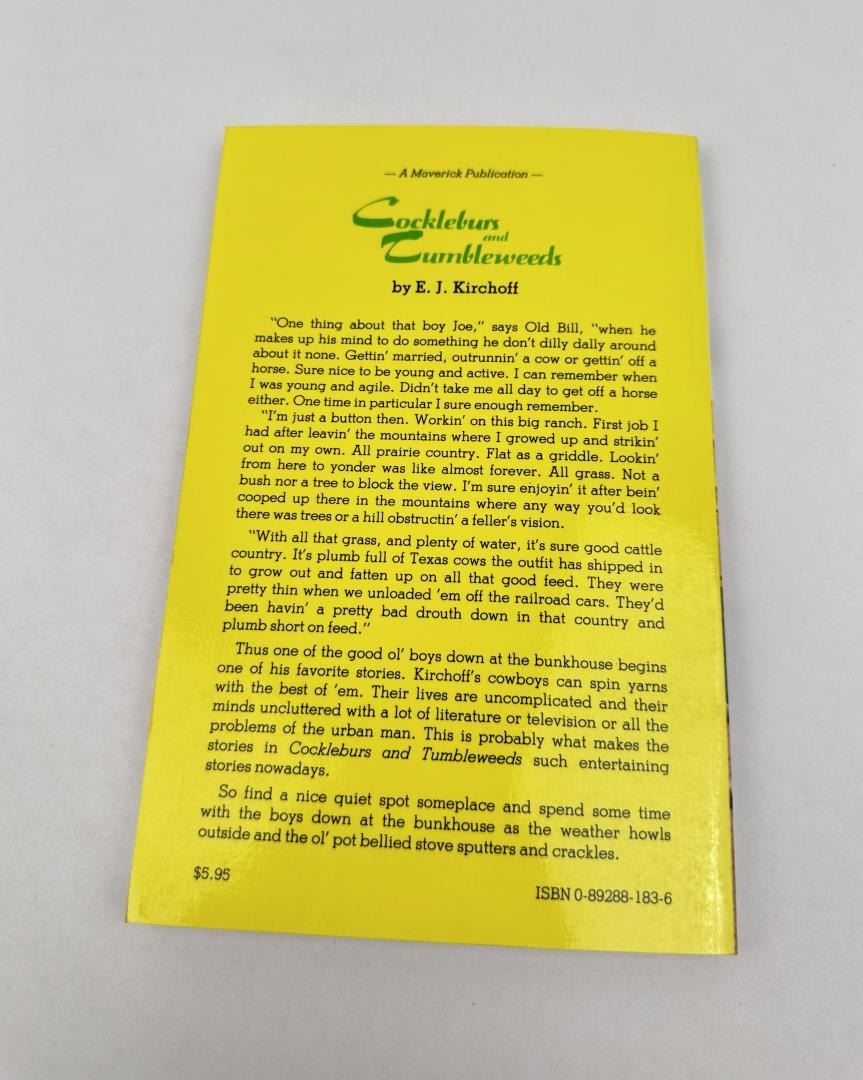 — A Maverick Publication —
Cockleburs
and
Tumbleweeds
by E. J. Kirchoff
"One thing about that boy Joe," says Old Bill, "when he
makes up his mind to do something he don't dilly dally around
about it none. Gettin' married, outrunnin' a cow or gettin' off a
horse. Sure nice to be young and active. I can remember when
I was young and agile. Didn't take me all day to get off a horse
either. One time in particular I sure enough remember.
"I'm just a button then. Workin' on this big ranch. First job I
had after leavin' the mountains where I growed up and strikin'
out on my own. All prairie country. Flat as a griddle. Lookin'
from here to yonder was like almost forever. All grass. Not a
bush nor a tree to block the view. I'm sure enjoyin' it after bein'
cooped up there in the mountains where any way you'd look
there was trees or a hill obstructin' a feller's vision.
"With all that grass, and plenty of water, it's sure good cattle
country. It's plumb full of Texas cows the outfit has shipped in
to grow out and fatten up on all that good feed. They were
pretty thin when we unloaded 'em off the railroad cars. They'd
been havin' a pretty bad drouth down in that country and
plumb short on feed."
Thus one of the good ol' boys down at the bunkhouse begins
one of his favorite stories. Kirchoff's cowboys can spin yarns
with the best of 'em. Their lives are uncomplicated and their
minds uncluttered with a lot of literature or television or all the
problems of the urban man. This is probably what makes the
stories in Cockleburs and Tumbleweeds such entertaining
stories nowadays.
So find a nice quiet spot someplace and spend some time
with the boys down at the bunkhouse as the weather howls
outside and the ol' pot bellied stove sputters and crackles.
$5.95
ISBN 0-89288-183-6